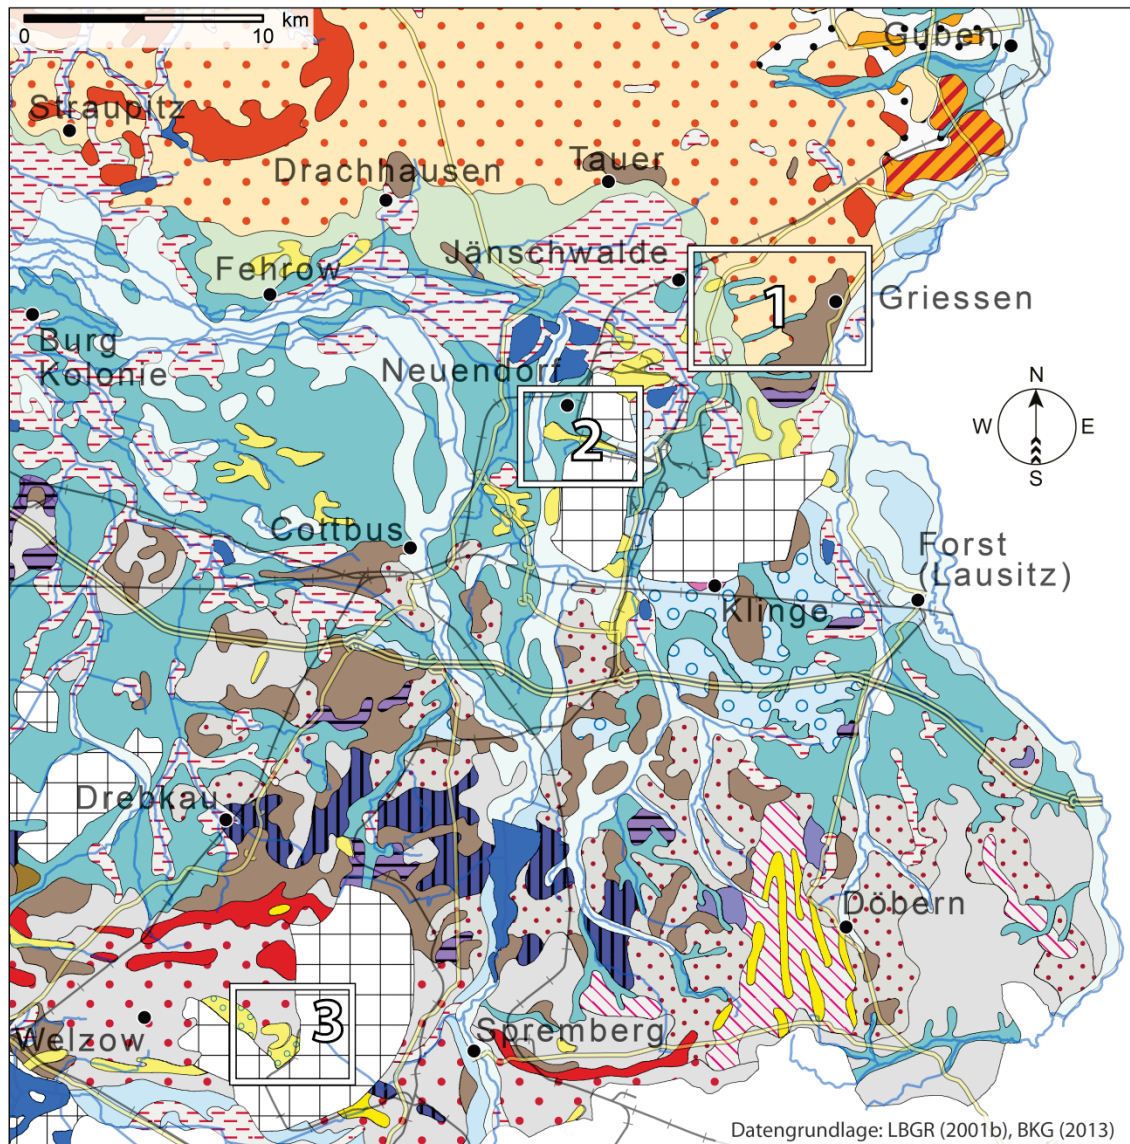 0 10 km
Guben
Straupitz
Drachhausen
Tauer
Jänschwalde
Fehrow
1
Griessen
Burg
Kolonie
Neuendorf
N
W E
S
2
Cottbus
Forst
(Lausitz)
Klinge
Drebkau
Döbern
3
Welzow
Spremberg
Datengrundlage: LBGR (2001b), BKG (2013)